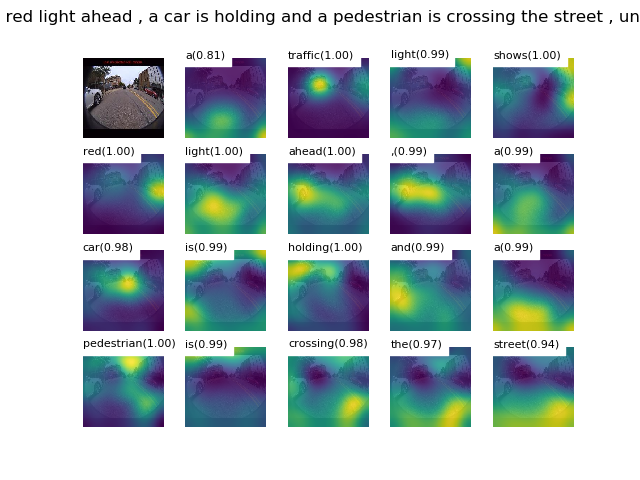 red light ahead , a car is holding and a pedestrian is crossing the street , un
a(0.81) traffic(1.00) light(0.99) shows(1.00)
red(1.00) light(1.00) ahead(1.00) ,(0.99) a(0.99)
car(0.98) is(0.99) holding(1.00) and(0.99) a(0.99)
pedestrian(1.00) is(0.99) crossing(0.98) the(0.97) street(0.94)